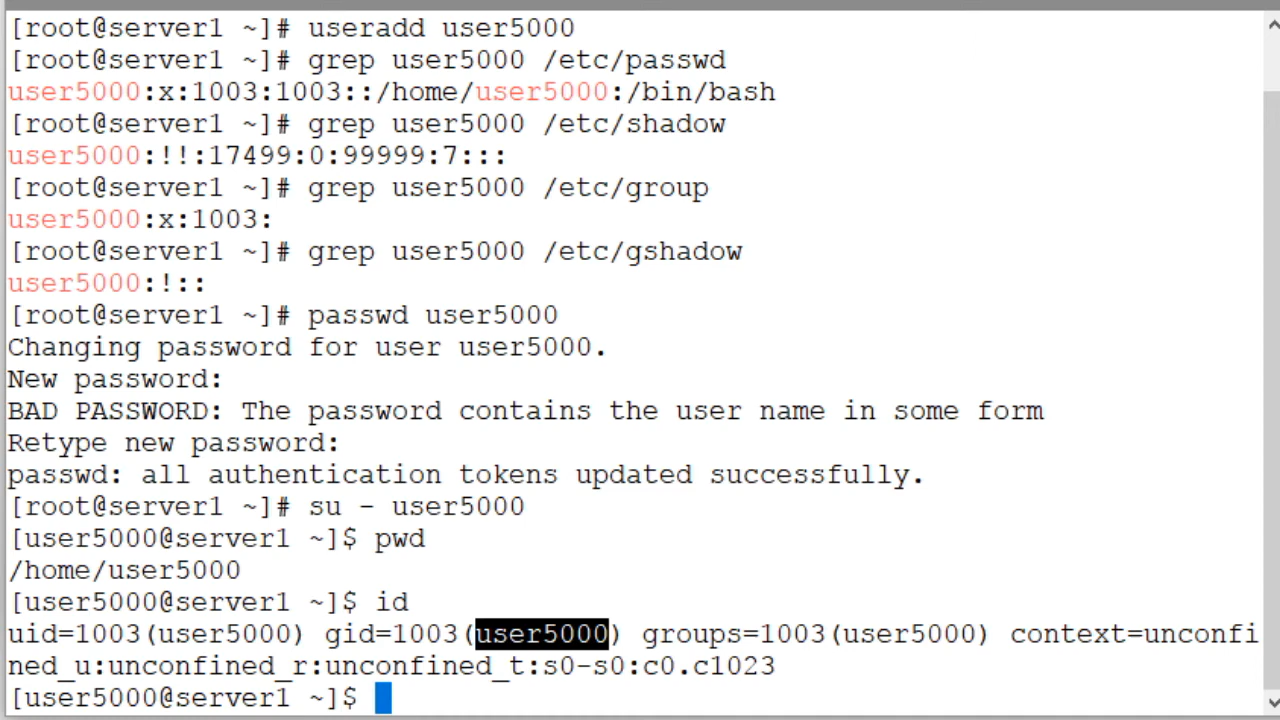 [root@server1 ~]# useradd user5000
[root@server1 ~]# grep user5000 /etc/passwd
user5000:x:1003:1003::/home/user5000:/bin/bash
[root@server1 ~]# grep user5000 /etc/shadow
user5000:!!:17499:0:99999:7:::
[root@server1 ~]# grep user5000 /etc/group
user5000:x:1003:
[root@server1 ~]# grep user5000 /etc/gshadow
user5000:!::
[root@server1 ~]# passwd user5000
Changing password for user user5000.
New password:
BAD PASSWORD: The password contains the user name in some form
Retype new password:
passwd: all authentication tokens updated successfully.
[root@server1 ~]# su - user5000
[user5000@server1 ~]$ pwd
/home/user5000
[user5000@server1 ~]$ id
uid=1003(user5000) gid=1003(user5000) groups=1003(user5000) context=unconfi
ned_u:unconfined_r:unconfined_t:s0-s0:c0.c1023
[user5000@server1 ~]$